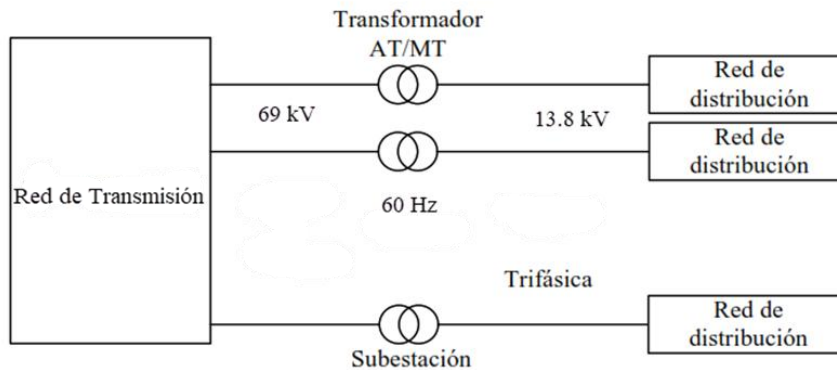 Transformador
AT/MT
Red de
distribución
69 kV
13.8 kV
Red de
distribución
Red de Transmisión
60 Hz
Trifásica
Red de
distribución
Subestación